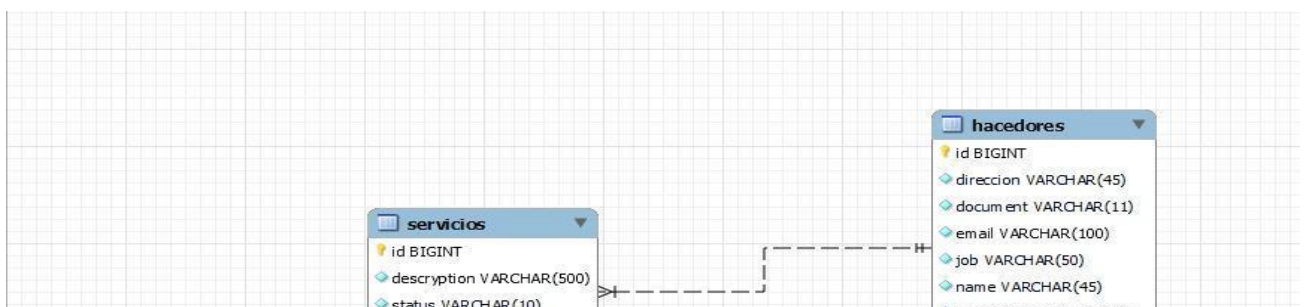 hacedores
id BIGINT
direccion VARCHAR(45)
document VARCHAR(11)
email VARCHAR(100)
job VARCHAR(50)
name VARCHAR(45)
servicios
id BIGINT
descryption VARCHAR(500)
status VARCHAR(10)